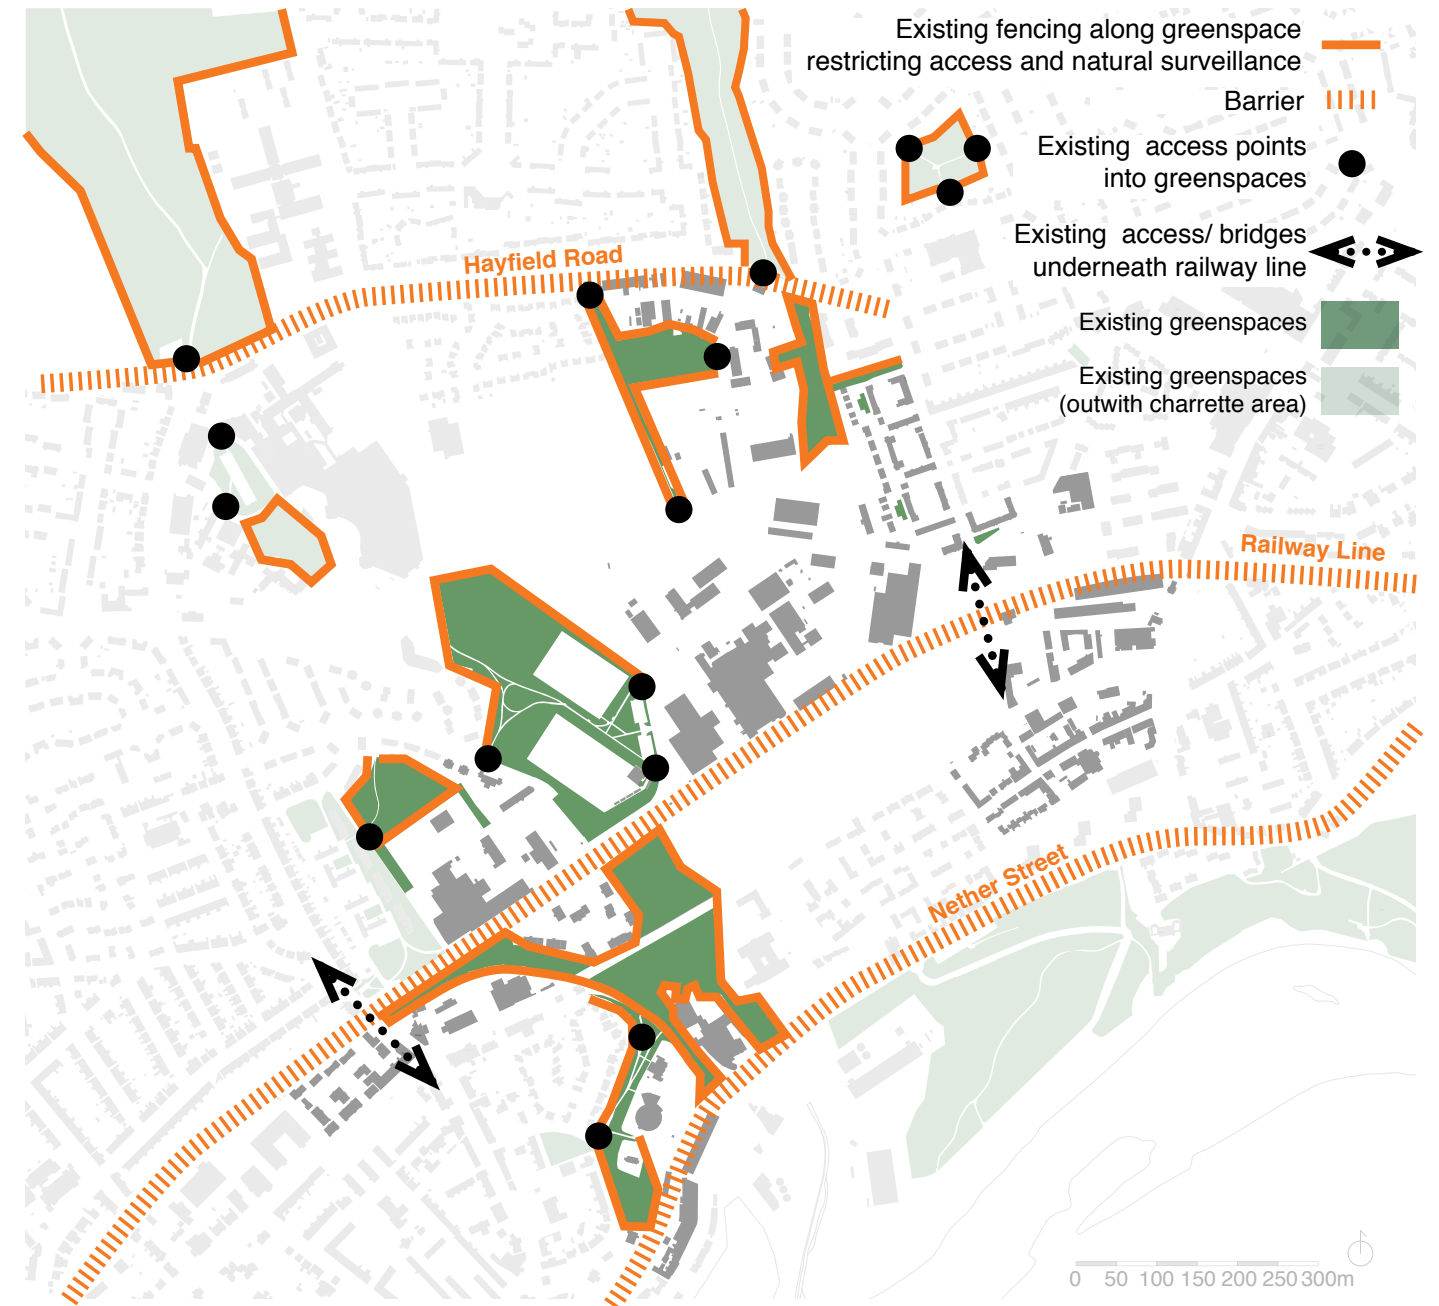 Existing fencing along greenspace
restricting access and natural surveillance
Barrier
Existing  access points
into greenspaces
Existing  access/ bridges
underneath railway line
Existing greenspaces
Existing greenspaces
(outwith charrette area)
Hayfield Road
Railway Line
Nether Street
0 50 100 150 200 250 300m